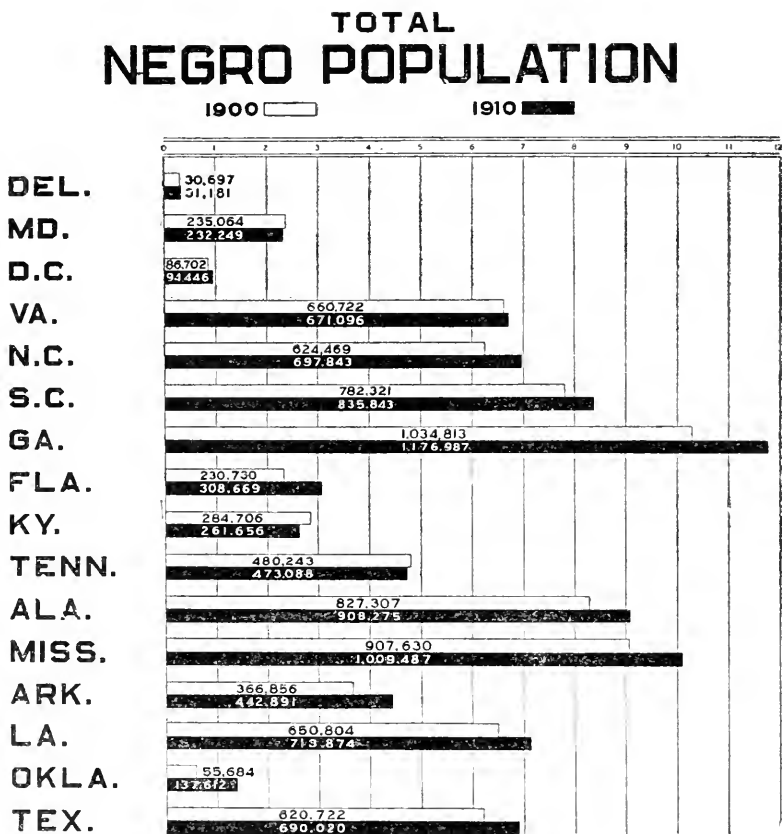 TOTAL
NEGRO POPULATION
1900 1910
0 1 2 3 4 5 6 7 8 9 10 11 12
DEL. 30,697
31,181
MD. 235,064
232,249
D.C. 86,702
94,446
VA. 660,722
671,096
N.C. 624,469
697,843
S.C. 782,321
835,843
GA. 1,034,813
1,176,987
FLA. 230,730
308,669
KY. 284,706
261,656
TENN. 480,243
473,088
ALA. 827,307
908,275
MISS. 907,630
1,009,487
ARK. 366,856
442,891
LA. 650,804
713,874
OKLA. 55,684
137,612
TEX. 620,722
690,020